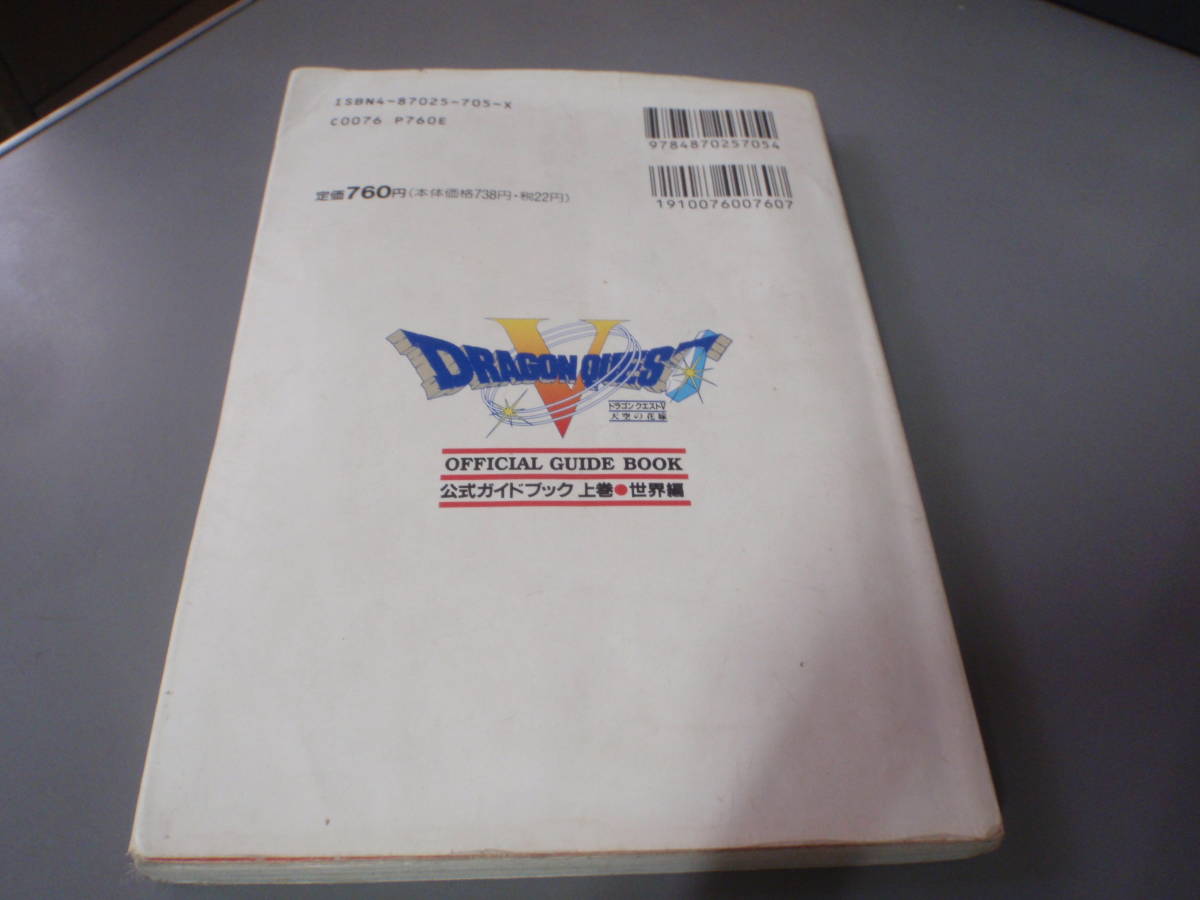 ISBN4-87025-705-X
C0076 P760E
9784870257054
定価760円(本体価格738円・税22円)
1910076007607
DRAGON QUEST
V
ドラゴンクエストV
天空の花嫁
OFFICIAL GUIDE BOOK
公式ガイドブック 上巻●世界編